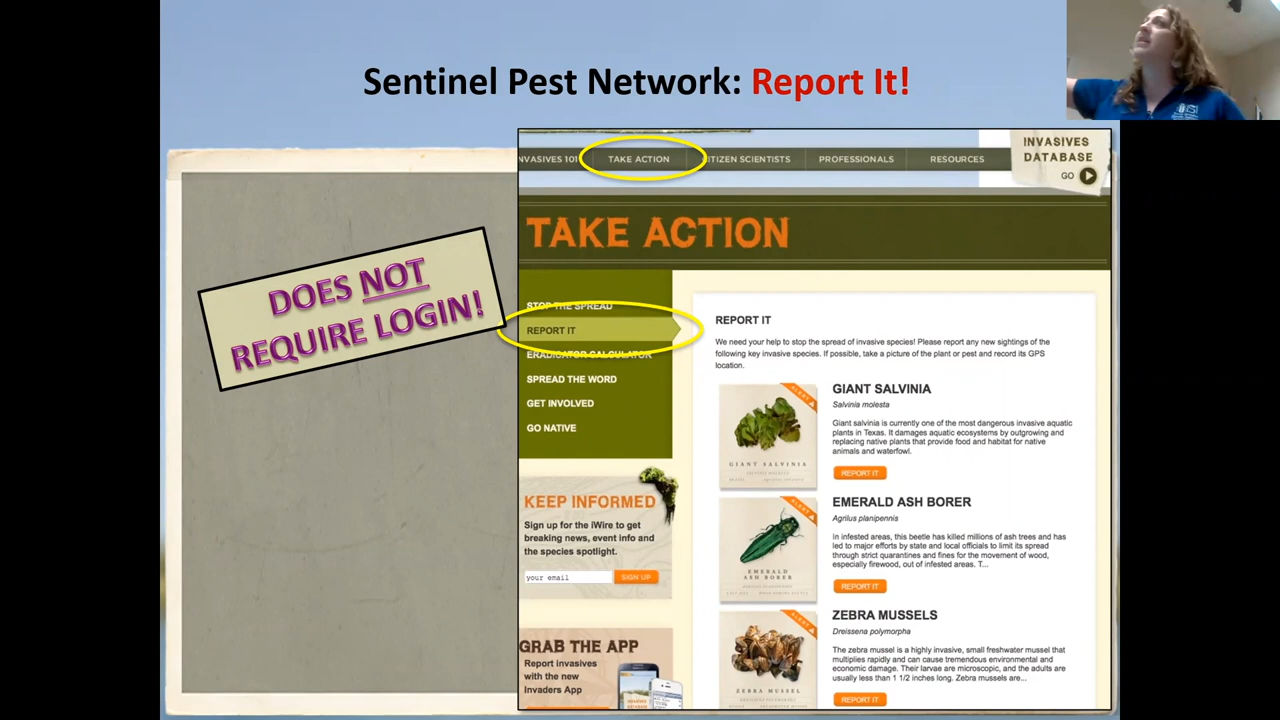 Sentinel Pest Network: Report It!
INVASIVES 101
TAKE ACTION
CITIZEN SCIENTISTS
PROFESSIONALS
RESOURCES
INVASIVES
DATABASE
GO
TAKE ACTION
DOES NOT
REQUIRE LOGIN!
STOP THE SPREAD
REPORT IT
ERADICATOR CALCULATOR
SPREAD THE WORD
GET INVOLVED
GO NATIVE
KEEP INFORMED
Sign up for the iWire to get
breaking news, event info and
the species spotlight.
your email
SIGN UP
GRAB THE APP
Report invasives
with the new
Invaders App
REPORT IT
We need your help to stop the spread of invasive species! Please report any new sightings of the
following key invasive species. If possible, take a picture of the plant or pest and record its GPS
location.
ALERT
GIANT SALVINIA
GIANT SALVINIA
Salvinia molesta
Giant salvinia is currently one of the most dangerous invasive aquatic
plants in Texas. It damages aquatic ecosystems by outgrowing and
replacing native plants that provide food and habitat for native
animals and waterfowl.
REPORT IT
ALERT
EMERALD
ASH BORER
EMERALD ASH BORER
Agrilus planipennis
In infested areas, this beetle has killed millions of ash trees and has
led to major efforts by state and local officials to limit its spread
through strict quarantines and fines for the movement of wood,
especially firewood, out of infested areas. T...
REPORT IT
ALERT
ZEBRA MUSSEL
ZEBRA MUSSELS
Dreissena polymorpha
The zebra mussel is a highly invasive, small freshwater mussel that
multiplies rapidly and can cause tremendous environmental and
economic damage. Their larvae are microscopic, and the adults are
usually less than 1 1/2 inches long. Zebra mussels are...
REPORT IT